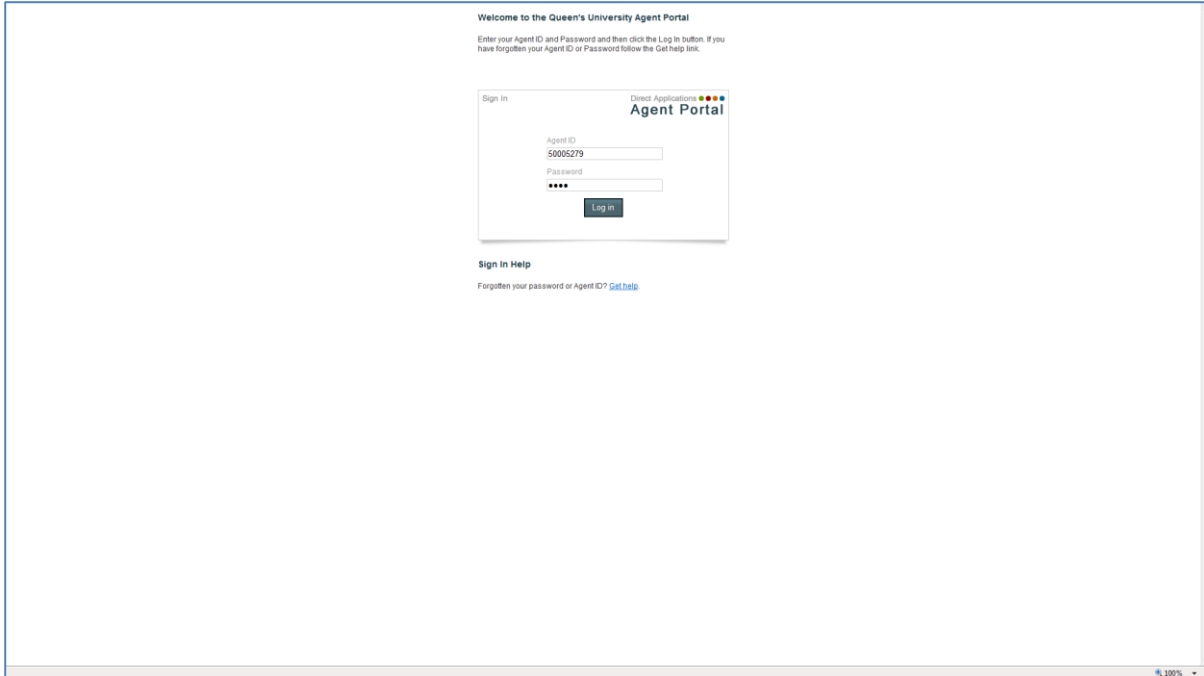 Welcome to the Queen's University Agent Portal
Enter your Agent ID and Password and then click the Log In button. If you
have forgotten your Agent ID or Password follow the Get help link.
Sign In
Direct Applications
Agent Portal
Agent ID
50005279
Password
••••
Log in
Sign In Help
Forgotten your password or Agent ID? Get help.
100%